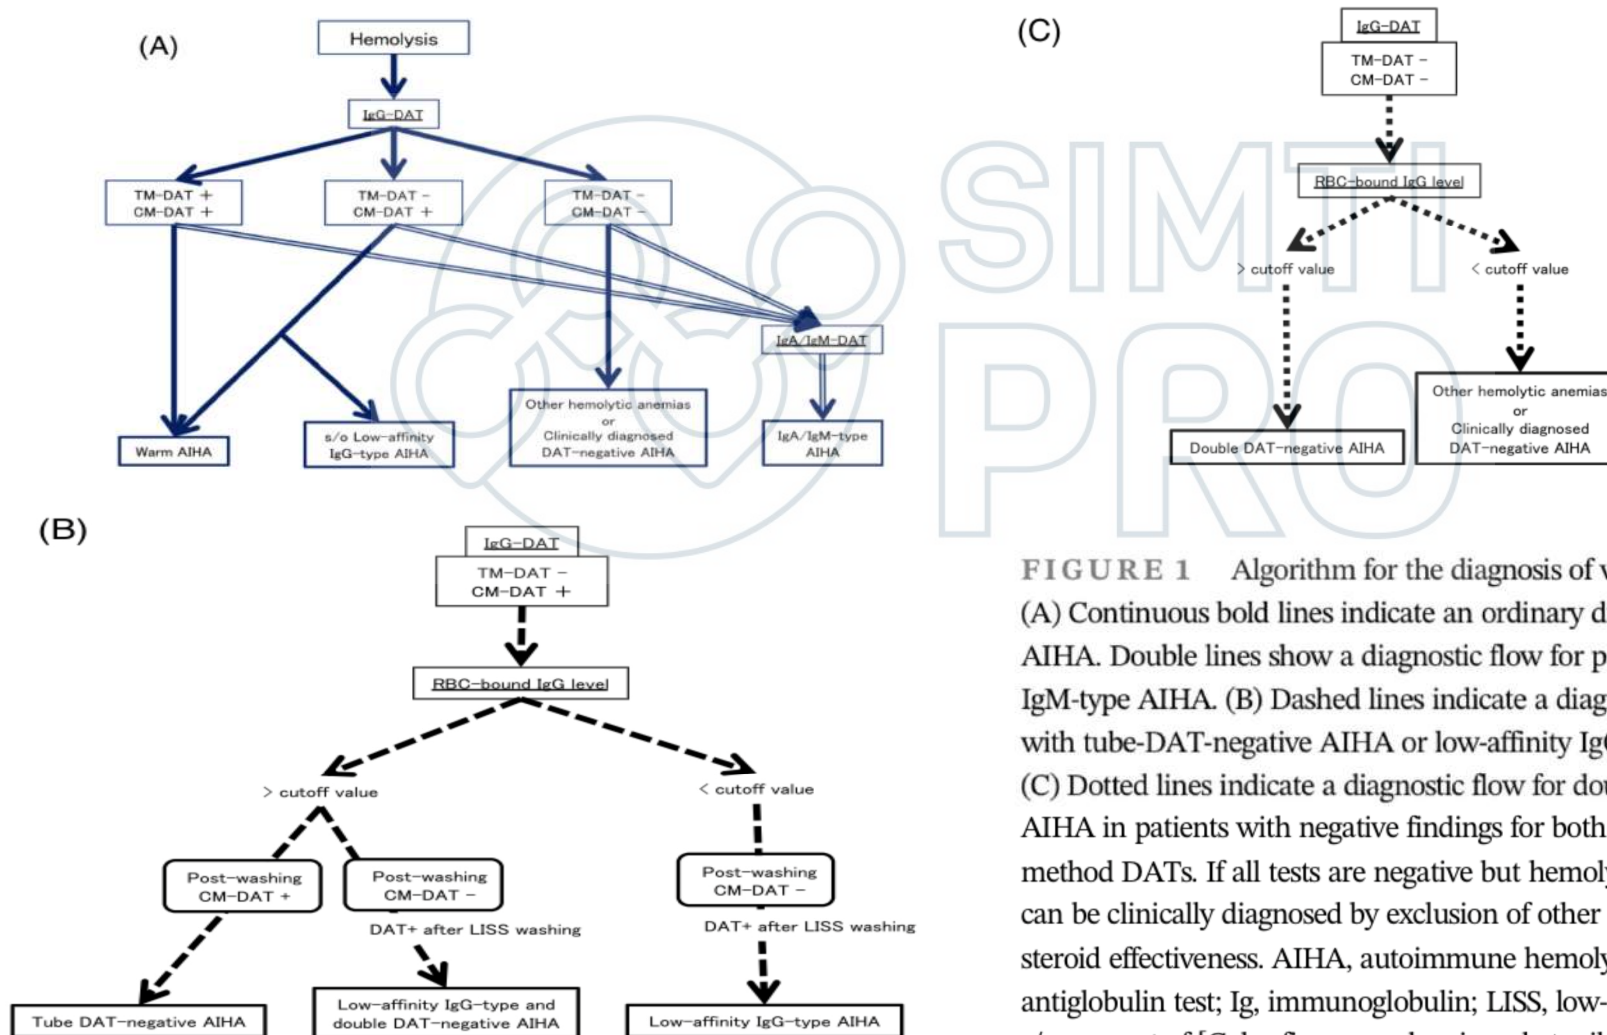 (A)
Hemolysis
IgG-DAT
TM-DAT +
CM-DAT +
TM-DAT -
CM-DAT +
TM-DAT -
CM-DAT -
IgA/IgM-DAT
Warm AIHA
s/o Low-affinity
IgG-type AIHA
Other hemolytic anemias
or
Clinically diagnosed
DAT-negative AIHA
IgA/IgM-type
AIHA
(B)
IgG-DAT
TM-DAT -
CM-DAT +
RBC-bound IgG level
> cutoff value
< cutoff value
Post-washing
CM-DAT +
Post-washing
CM-DAT -
Post-washing
CM-DAT -
DAT+ after LISS washing
DAT+ after LISS washing
Tube DAT-negative AIHA
Low-affinity IgG-type and
double DAT-negative AIHA
Low-affinity IgG-type AIHA
(C)
IgG-DAT
TM-DAT -
CM-DAT -
RBC-bound IgG level
> cutoff value
< cutoff value
Double DAT-negative AIHA
Other hemolytic anemias
or
Clinically diagnosed
DAT-negative AIHA
SIMTI
PRO
FIGURE 1 Algorithm for the diagnosis of
(A) Continuous bold lines indicate an ordinary
AIHA. Double lines show a diagnostic flow for
IgM-type AIHA. (B) Dashed lines indicate a
with tube-DAT-negative AIHA or low-affinity
(C) Dotted lines indicate a diagnostic flow for
AIHA in patients with negative findings for both
method DATs. If all tests are negative but
can be clinically diagnosed by exclusion of other
steroid effectiveness. AIHA, autoimmune
antiglobulin test; Ig, immunoglobulin; LISS, low-